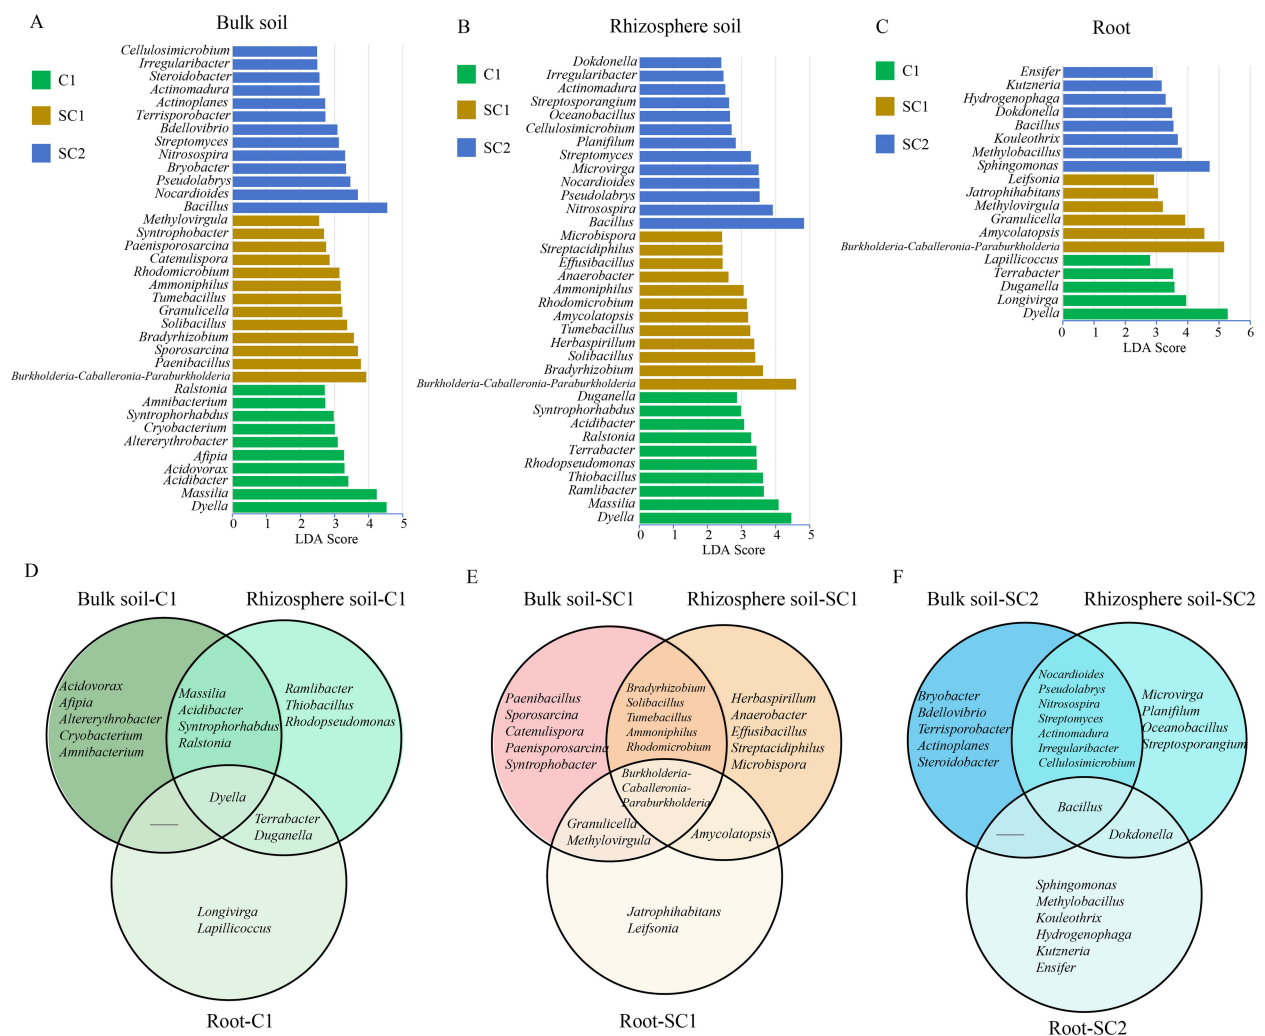 A
Bulk soil
C1
SC1
SC2
Cellulosimicrobium
Irregularibacter
Steroidobacter
Actinomadura
Actinoplanes
Terrisporobacter
Bdellovibrio
Streptomyces
Nitrosospira
Bryobacter
Pseudolabrys
Nocardioides
Bacillus
Methylovirgula
Syntrophobacter
Paenisporosarcina
Catenulispora
Rhodomicrobium
Ammoniphilus
Tumebacillus
Granulicella
Solibacillus
Bradyrhizobium
Sporosarcina
Paenibacillus
Burkholderia-Caballeronia-Paraburkholderia
Ralstonia
Amnibacterium
Syntrophorhabdus
Cryobacterium
Altererythrobacter
Afipia
Acidovorax
Acidibacter
Massilia
Dyella
0 1 2 3 4 5
LDA Score
B
Rhizosphere soil
C1
SC1
SC2
Dokdonella
Irregularibacter
Actinomadura
Streptosporangium
Oceanobacillus
Cellulosimicrobium
Planifilum
Streptomyces
Microvirga
Nocardioides
Pseudolabrys
Nitrosospira
Bacillus
Microbispora
Streptacidiphilus
Effusibacillus
Anaerobacter
Ammoniphilus
Rhodomicrobium
Amycolatopsis
Tumebacillus
Herbaspirillum
Solibacillus
Bradyrhizobium
Burkholderia-Caballeronia-Paraburkholderia
Duganella
Syntrophorhabdus
Acidibacter
Ralstonia
Terrabacter
Rhodopseudomonas
Thiobacillus
Ramlibacter
Massilia
Dyella
0 1 2 3 4 5
LDA Score
C
Root
C1
SC1
SC2
Ensifer
Kutzneria
Hydrogenophaga
Dokdonella
Bacillus
Kouleothrix
Methylobacillus
Sphingomonas
Leifsonia
Jatrophihabitans
Methylovirgula
Granulicella
Amycolatopsis
Burkholderia-Caballeronia-Paraburkholderia
Lapillicoccus
Terrabacter
Duganella
Longivirga
Dyella
0 1 2 3 4 5 6
LDA Score
D
Bulk soil-C1
Rhizosphere soil-C1
Acidovorax
Afipia
Altererythrobacter
Cryobacterium
Amnibacterium
Massilia
Acidibacter
Syntrophorhabdus
Ralstonia
Ramlibacter
Thiobacillus
Rhodopseudomonas
Dyella
Terrabacter
Duganella
Longivirga
Lapillicoccus
Root-C1
E
Bulk soil-SC1
Rhizosphere soil-SC1
Paenibacillus
Sporosarcina
Catenulispora
Paenisporosarcina
Syntrophobacter
Bradyrhizobium
Solibacillus
Tumebacillus
Ammoniphilus
Rhodomicrobium
Herbaspirillum
Anaerobacter
Effusibacillus
Streptacidiphilus
Microbispora
Burkholderia-
Caballeronia-
Paraburkholderia
Granulicella
Methylovirgula
Amycolatopsis
Jatrophihabitans
Leifsonia
Root-SC1
F
Bulk soil-SC2
Rhizosphere soil-SC2
Bryobacter
Bdellovibrio
Terrisporobacter
Actinoplanes
Steroidobacter
Nocardioides
Pseudolabrys
Nitrosospira
Streptomyces
Actinomadura
Irregularibacter
Cellulosimicrobium
Microvirga
Planifilum
Oceanobacillus
Streptosporangium
Bacillus
Dokdonella
Sphingomonas
Methylobacillus
Kouleothrix
Hydrogenophaga
Kutzneria
Ensifer
Root-SC2